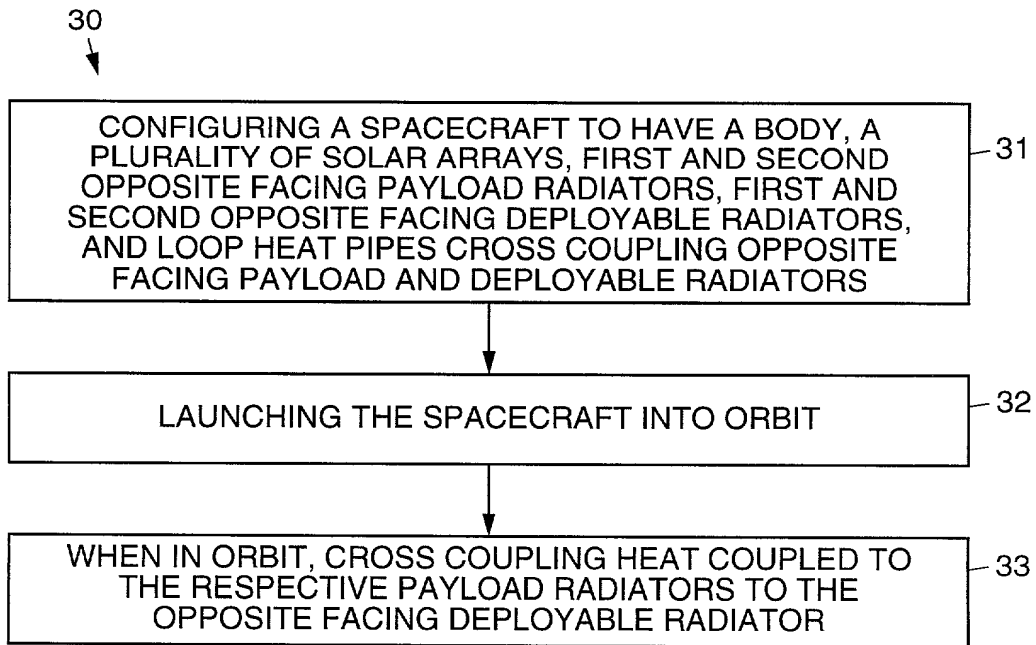 30
CONFIGURING A SPACECRAFT TO HAVE A BODY, A
PLURALITY OF SOLAR ARRAYS, FIRST AND SECOND
OPPOSITE FACING PAYLOAD RADIATORS, FIRST AND
SECOND OPPOSITE FACING DEPLOYABLE RADIATORS,
AND LOOP HEAT PIPES CROSS COUPLING OPPOSITE
FACING PAYLOAD AND DEPLOYABLE RADIATORS
31
LAUNCHING THE SPACECRAFT INTO ORBIT
32
WHEN IN ORBIT, CROSS COUPLING HEAT COUPLED TO
THE RESPECTIVE PAYLOAD RADIATORS TO THE
OPPOSITE FACING DEPLOYABLE RADIATOR
33